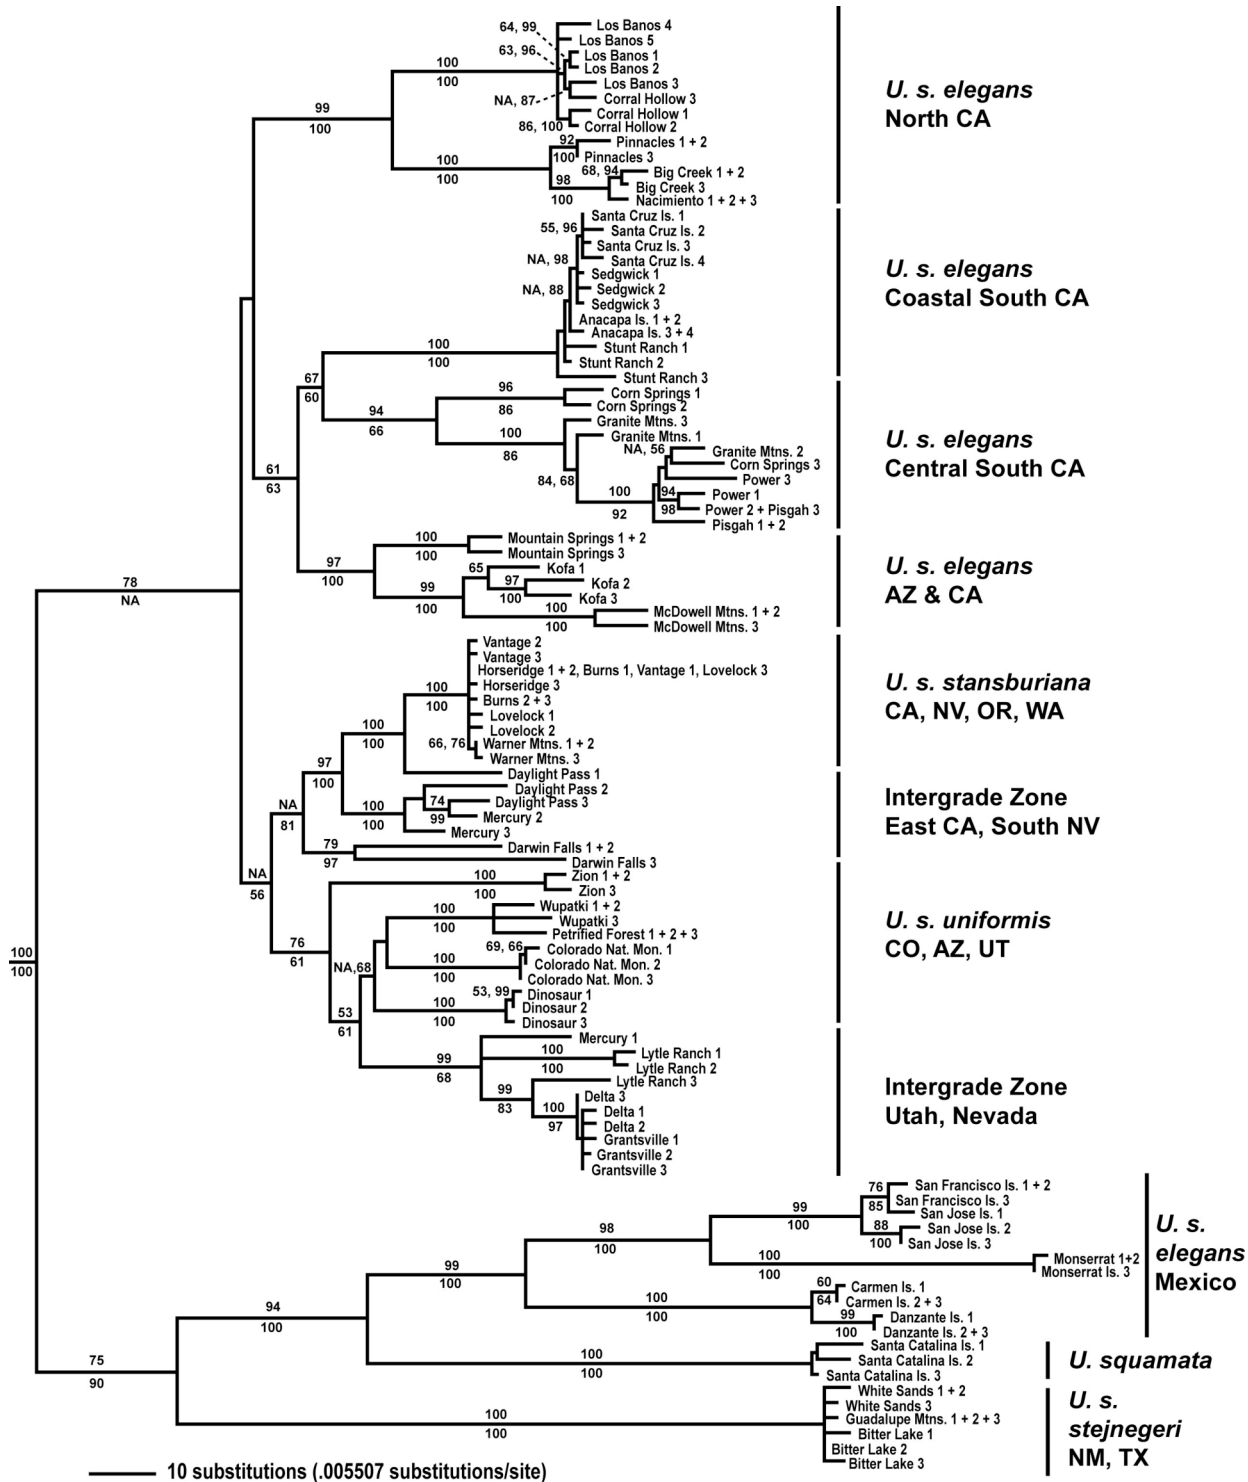 64, 99
Los Banos 4
Los Banos 5
63, 96
Los Banos 1
Los Banos 2
100
100
Los Banos 3
NA, 87
Corral Hollow 3
Corral Hollow 1
86, 100
Corral Hollow 2
99
100
92
100
Pinnacles 1 + 2
Pinnacles 3
100
100
68, 94
Big Creek 1 + 2
98
100
Big Creek 3
Nacimiento 1 + 2 + 3
U. s. elegans
North CA
Santa Cruz Is. 1
55, 96
Santa Cruz Is. 2
Santa Cruz Is. 3
NA, 98
Santa Cruz Is. 4
Sedgwick 1
NA, 88
Sedgwick 2
Sedgwick 3
Anacapa Is. 1 + 2
Anacapa Is. 3 + 4
100
100
Stunt Ranch 1
Stunt Ranch 2
Stunt Ranch 3
U. s. elegans
Coastal South CA
67
60
96
86
Corn Springs 1
Corn Springs 2
94
66
Granite Mtns. 3
100
86
Granite Mtns. 1
NA, 56
Granite Mtns. 2
Corn Springs 3
84, 68
Power 3
100
92
94
98
Power 1
Power 2 + Pisgah 3
Pisgah 1 + 2
U. s. elegans
Central South CA
61
63
100
100
Mountain Springs 1 + 2
Mountain Springs 3
97
100
65
Kofa 1
97
100
Kofa 2
Kofa 3
99
100
100
100
McDowell Mtns. 1 + 2
McDowell Mtns. 3
U. s. elegans
AZ & CA
78
NA
Vantage 2
Vantage 3
Horseridge 1 + 2, Burns 1, Vantage 1, Lovelock 3
100
100
Horseridge 3
Burns 2 + 3
Lovelock 1
Lovelock 2
66, 76
Warner Mtns. 1 + 2
Warner Mtns. 3
100
100
U. s. stansburiana
CA, NV, OR, WA
97
100
Daylight Pass 1
Daylight Pass 2
74
99
Daylight Pass 3
100
100
Mercury 2
Mercury 3
NA
81
79
97
Darwin Falls 1 + 2
Darwin Falls 3
Intergrade Zone
East CA, South NV
NA
56
100
100
Zion 1 + 2
Zion 3
100
100
Wupatki 1 + 2
Wupatki 3
Petrified Forest 1 + 2 + 3
76
61
69, 66
Colorado Nat. Mon. 1
NA,68
100
100
Colorado Nat. Mon. 2
Colorado Nat. Mon. 3
53, 99
Dinosaur 1
100
100
Dinosaur 2
Dinosaur 3
53
61
U. s. uniformis
CO, AZ, UT
Mercury 1
99
68
100
100
Lytle Ranch 1
Lytle Ranch 2
99
83
Lytle Ranch 3
100
97
Delta 3
Delta 1
Delta 2
Grantsville 1
Grantsville 2
Grantsville 3
Intergrade Zone
Utah, Nevada
100
100
76
85
San Francisco Is. 1 + 2
San Francisco Is. 3
99
100
San Jose Is. 1
88
100
San Jose Is. 2
San Jose Is. 3
98
100
100
100
Monserrat 1+2
Monserrat Is. 3
99
100
60
64
Carmen Is. 1
Carmen Is. 2 + 3
100
100
99
100
Danzante Is. 1
Danzante Is. 2 + 3
U. s.
elegans
Mexico
94
100
100
100
Santa Catalina Is. 1
Santa Catalina Is. 2
Santa Catalina Is. 3
U. squamata
75
90
100
100
White Sands 1 + 2
White Sands 3
Guadalupe Mtns. 1 + 2 + 3
Bitter Lake 1
Bitter Lake 2
Bitter Lake 3
U. s.
stejnegeri
NM, TX
10 substitutions (.005507 substitutions/site)